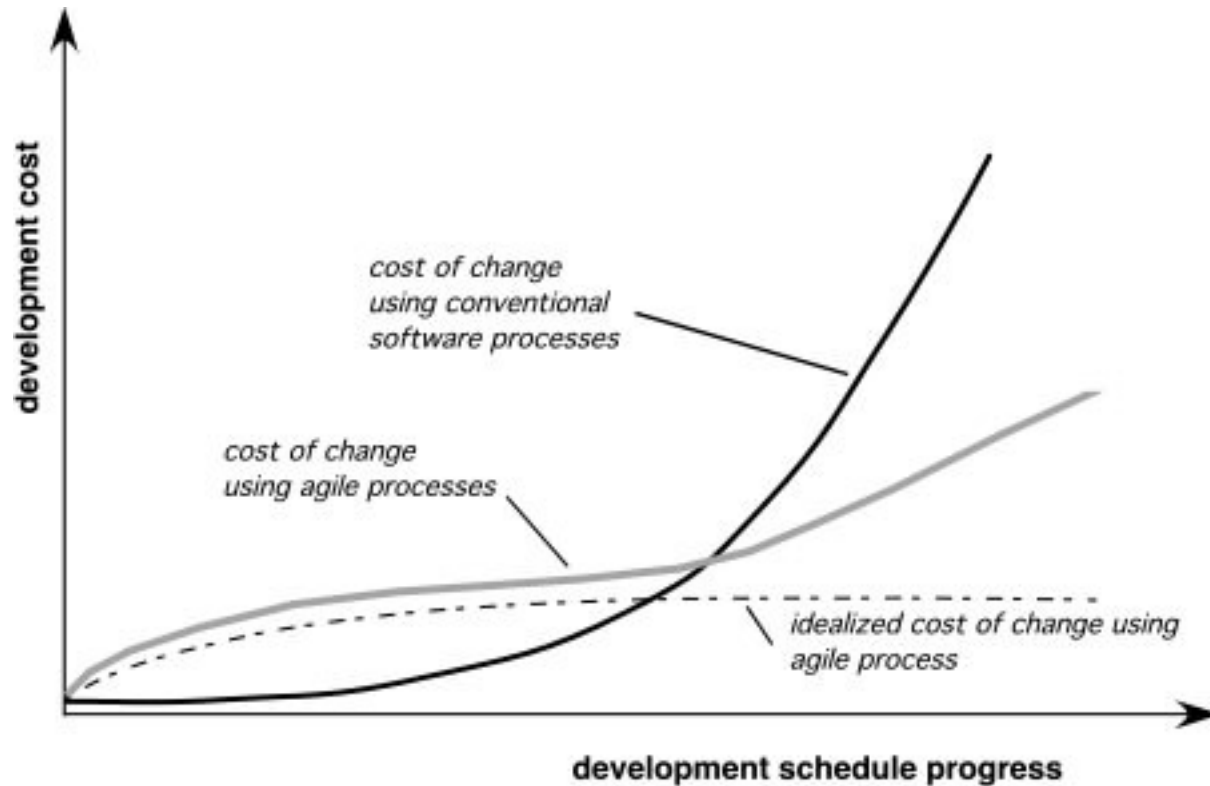 development cost
cost of change
using conventional
software processes
cost of change
using agile processes
idealized cost of change using
agile process
development schedule progress